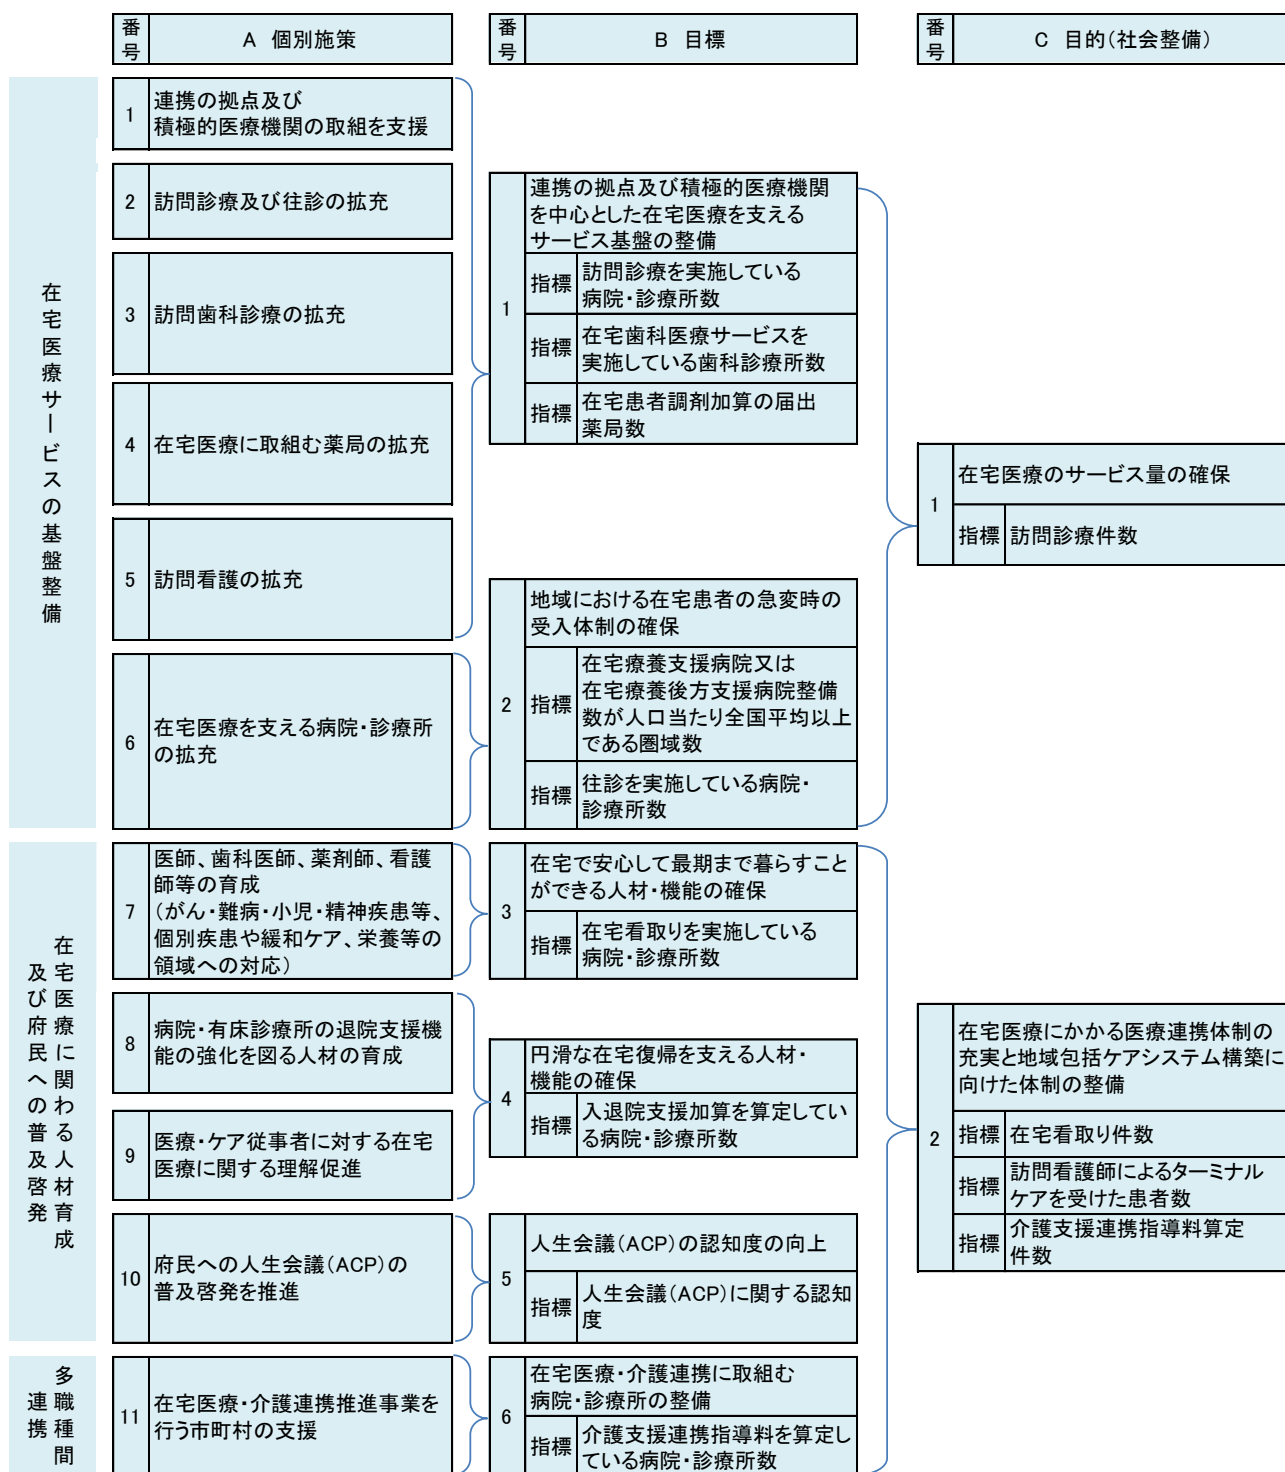 番号
A 個別施策
番号
B 目標
番号
C 目的(社会整備)
在宅医療サービスの基盤整備
1
連携の拠点及び
積極的医療機関の取組を支援
2
訪問診療及び往診の拡充
3
訪問歯科診療の拡充
4
在宅医療に取組む薬局の拡充
5
訪問看護の拡充
6
在宅医療を支える病院・診療所
の拡充
1
連携の拠点及び積極的医療機関
を中心とした在宅医療を支える
サービス基盤の整備
指標
訪問診療を実施している
病院・診療所数
指標
在宅歯科医療サービスを
実施している歯科診療所数
指標
在宅患者調剤加算の届出
薬局数
2
地域における在宅患者の急変時の
受入体制の確保
指標
在宅療養支援病院又は
在宅療養後方支援病院整備
数が人口当たり全国平均以上
である圏域数
指標
往診を実施している病院・
診療所数
1
在宅医療のサービス量の確保
指標
訪問診療件数
在宅医療に関わる人材育成
及び府民への普及啓発
7
医師、歯科医師、薬剤師、看護
師等の育成
(がん・難病・小児・精神疾患等、
個別疾患や緩和ケア、栄養等の
領域への対応)
8
病院・有床診療所の退院支援機
能の強化を図る人材の育成
9
医療・ケア従事者に対する在宅
医療に関する理解促進
10
府民への人生会議(ACP)の
普及啓発を推進
3
在宅で安心して最期まで暮らすこと
ができる人材・機能の確保
指標
在宅看取りを実施している
病院・診療所数
4
円滑な在宅復帰を支える人材・
機能の確保
指標
入退院支援加算を算定してい
る病院・診療所数
5
人生会議(ACP)の認知度の向上
指標
人生会議(ACP)に関する認知
度
2
在宅医療にかかる医療連携体制の
充実と地域包括ケアシステム構築に
向けた体制の整備
指標
在宅看取り件数
指標
訪問看護師によるターミナル
ケアを受けた患者数
指標
介護支援連携指導料算定
件数
多職種間
連携
11
在宅医療・介護連携推進事業を
行う市町村の支援
6
在宅医療・介護連携に取組む
病院・診療所の整備
指標
介護支援連携指導料を算定し
ている病院・診療所数